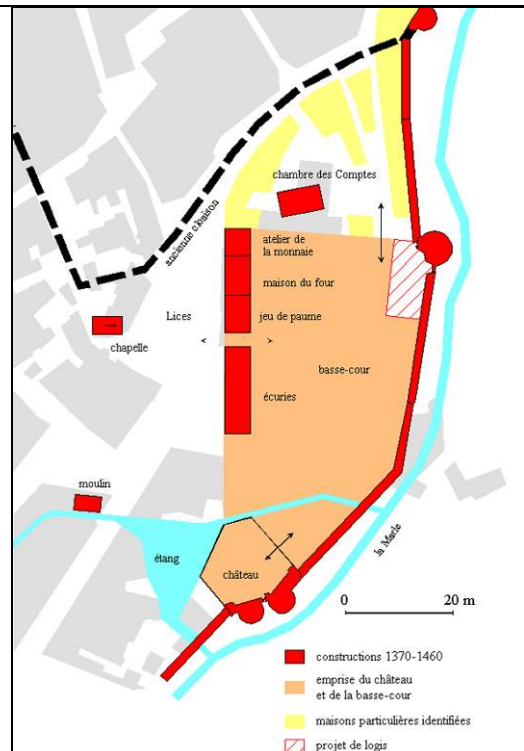 chambre des Comptes
ancienne clouison
atelier de
la monnaie
maison du four
Lices
jeu de paume
chapelle
basse-cour
écuries
moulin
la Marle
étang
château
0 20 m
constructions 1370-1460
emprise du château
et de la basse-cour
maisons particulières identifiées
projet de logis